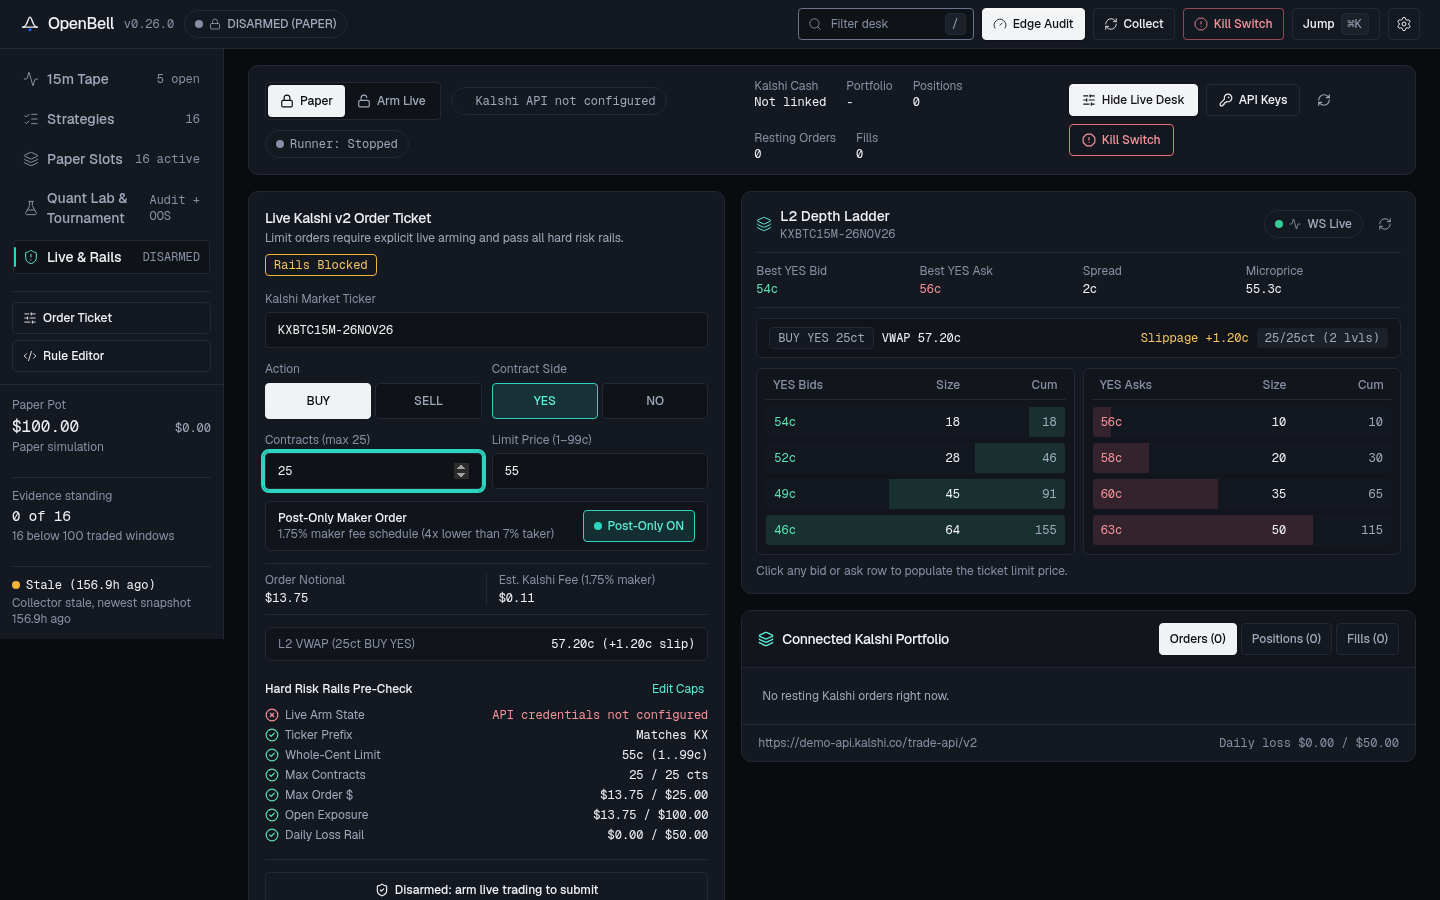 OpenBell v0.26.0 DISARMED (PAPER) Filter desk / Edge Audit Collect Kill Switch Jump ⌘K
15m Tape 5 open
Strategies 16
Paper Slots 16 active
Quant Lab & Tournament Audit + OOS
Live & Rails DISARMED
Order Ticket
Rule Editor
Paper Pot
$100.00 $0.00
Paper simulation
Evidence standing
0 of 16
16 below 100 traded windows
Stale (156.9h ago)
Collector stale, newest snapshot
156.9h ago
Paper Arm Live Kalshi API not configured
Runner: Stopped
Kalshi Cash Portfolio Positions
Not linked - 0
Resting Orders Fills
0 0
Hide Live Desk API Keys
Kill Switch
Live Kalshi v2 Order Ticket
Limit orders require explicit live arming and pass all hard risk rails.
Rails Blocked
Kalshi Market Ticker
KXBTC15M-26NOV26
Action Contract Side
BUY SELL YES NO
Contracts (max 25) Limit Price (1–99c)
25 55
Post-Only Maker Order
1.75% maker fee schedule (4x lower than 7% taker)
Post-Only ON
Order Notional Est. Kalshi Fee (1.75% maker)
$13.75 $0.11
L2 VWAP (25ct BUY YES) 57.20c (+1.20c slip)
Hard Risk Rails Pre-Check Edit Caps
Live Arm State API credentials not configured
Ticker Prefix Matches KX
Whole-Cent Limit 55c (1..99c)
Max Contracts 25 / 25 cts
Max Order $ $13.75 / $25.00
Open Exposure $13.75 / $100.00
Daily Loss Rail $0.00 / $50.00
Disarmed: arm live trading to submit
L2 Depth Ladder
KXBTC15M-26NOV26
WS Live
Best YES Bid Best YES Ask Spread Microprice
54c 56c 2c 55.3c
BUY YES 25ct VWAP 57.20c Slippage +1.20c 25/25ct (2 lvls)
YES Bids Size Cum YES Asks Size Cum
54c 18 18 56c 10 10
52c 28 46 58c 20 30
49c 45 91 60c 35 65
46c 64 155 63c 50 115
Click any bid or ask row to populate the ticket limit price.
Connected Kalshi Portfolio Orders (0) Positions (0) Fills (0)
No resting Kalshi orders right now.
https://demo-api.kalshi.co/trade-api/v2 Daily loss $0.00 / $50.00